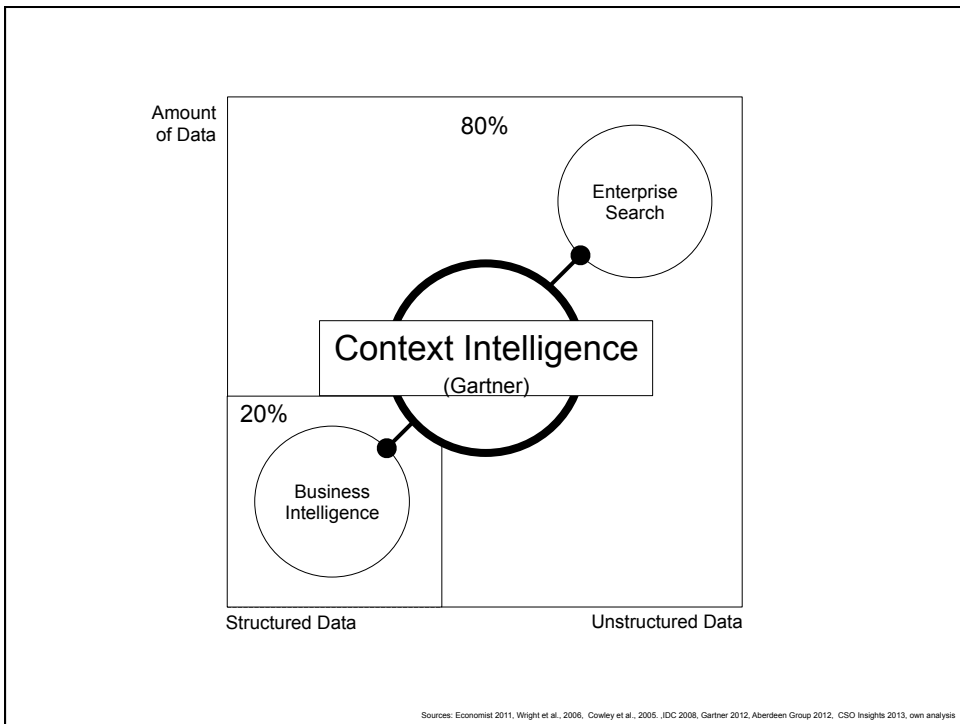 Amount
of Data
80%
Enterprise
Search
Context Intelligence
(Gartner)
20%
Business
Intelligence
Structured Data
Unstructured Data
Sources: Economist 2011, Wright et al., 2006,  Cowley et al., 2005. ,IDC 2008, Gartner 2012, Aberdeen Group 2012,  CSO Insights 2013, own analysis